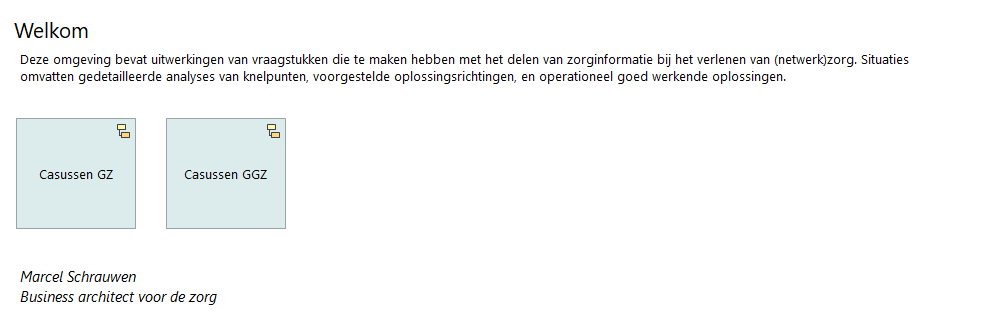 Welkom
Deze omgeving bevat uitwerkingen van vraagstukken die te maken hebben met het delen van zorginformatie bij het verlenen van (netwerk)zorg. Situaties
omvatten gedetailleerde analyses van knelpunten, voorgestelde oplossingsrichtingen, en operationeel goed werkende oplossingen.
Casussen GZ
Casussen GGZ
Marcel Schrauwen
Business architect voor de zorg